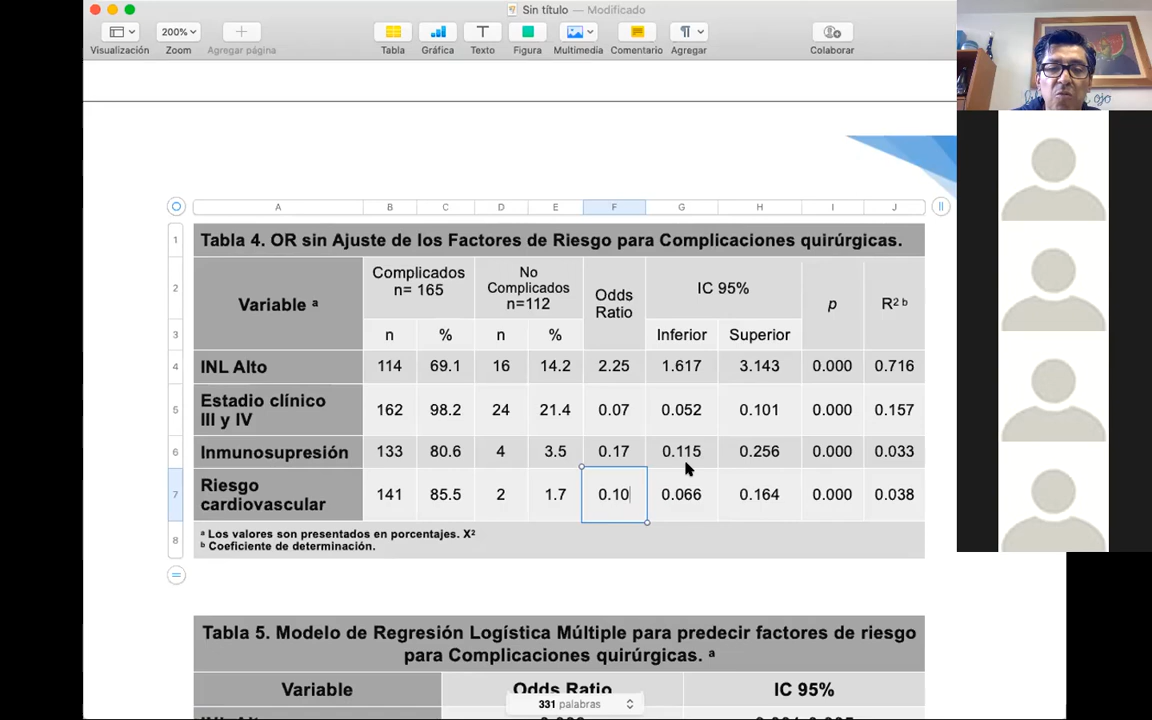 Sin título — Modificado
200%
Visualización Zoom Agregar página Tabla Gráfica Texto Figura Multimedia Comentario Agregar Colaborar
A B C D E F G H I J
1 Tabla 4. OR sin Ajuste de los Factores de Riesgo para Complicaciones quirúrgicas.
2 Variable ᵃ Complicados n= 165 No Complicados n=112 Odds Ratio IC 95% p R² ᵇ
3 n % n % Inferior Superior
4 INL Alto 114 69.1 16 14.2 2.25 1.617 3.143 0.000 0.716
5 Estadio clínico III y IV 162 98.2 24 21.4 0.07 0.052 0.101 0.000 0.157
6 Inmunosupresión 133 80.6 4 3.5 0.17 0.115 0.256 0.000 0.033
7 Riesgo cardiovascular 141 85.5 2 1.7 0.10 0.066 0.164 0.000 0.038
8 ᵃ Los valores son presentados en porcentajes. X²
ᵇ Coeficiente de determinación.
Tabla 5. Modelo de Regresión Logística Múltiple para predecir factores de riesgo
para Complicaciones quirúrgicas. ᵃ
Variable Odds Ratio IC 95%
331 palabras
ojo